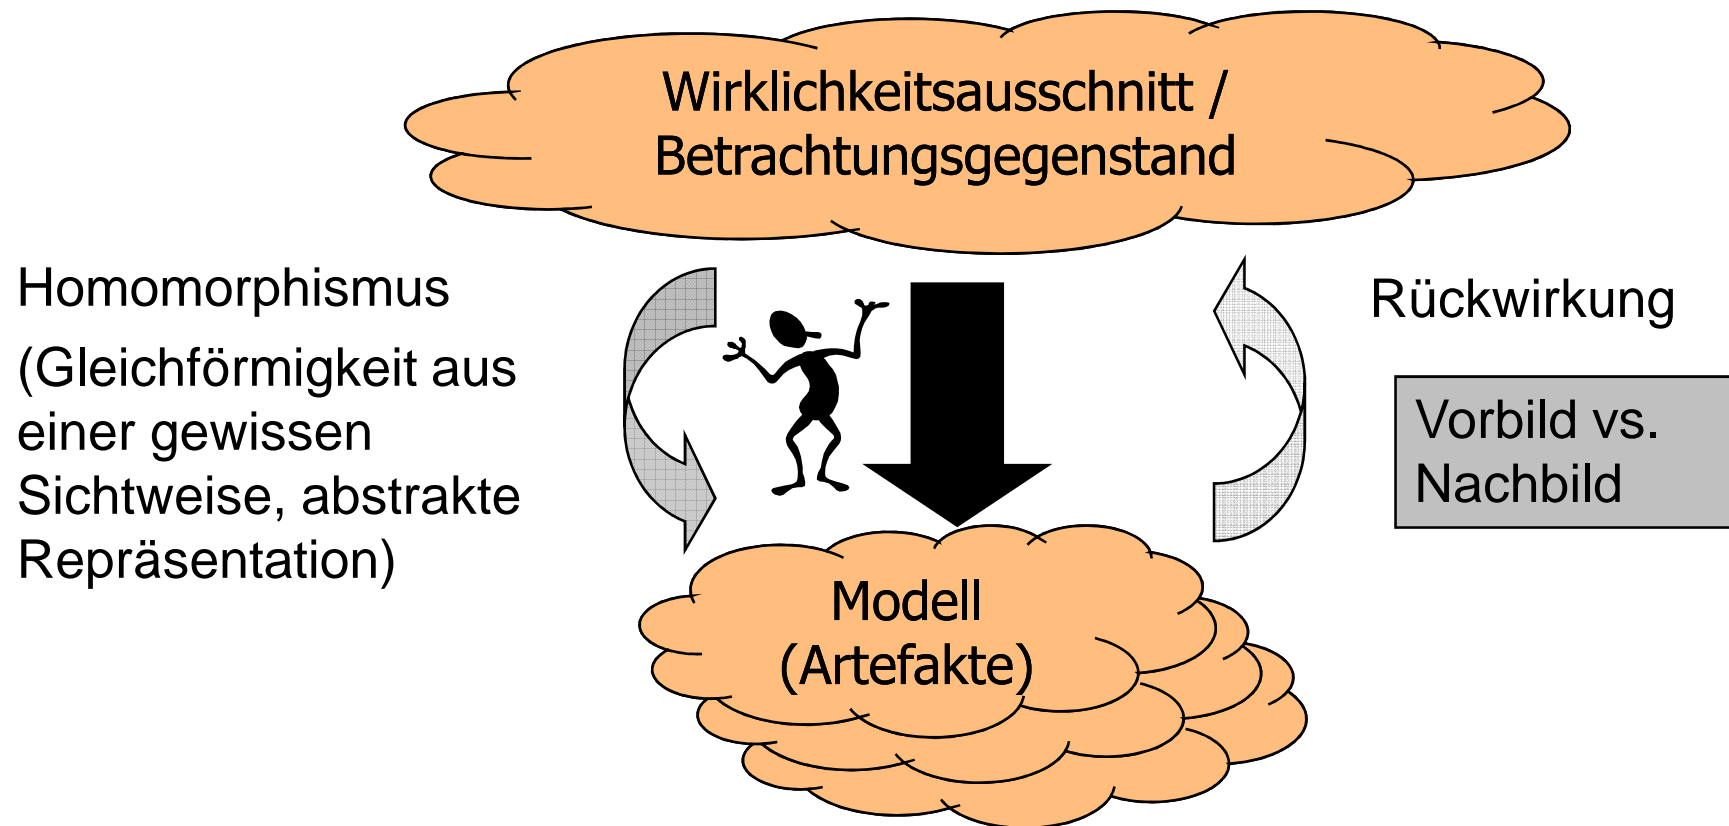 Wirklichkeitsausschnitt /
Betrachtungsgegenstand
Homomorphismus
(Gleichförmigkeit aus
einer gewissen
Sichtweise, abstrakte
Repräsentation)
Rückwirkung
Vorbild vs.
Nachbild
Modell
(Artefakte)